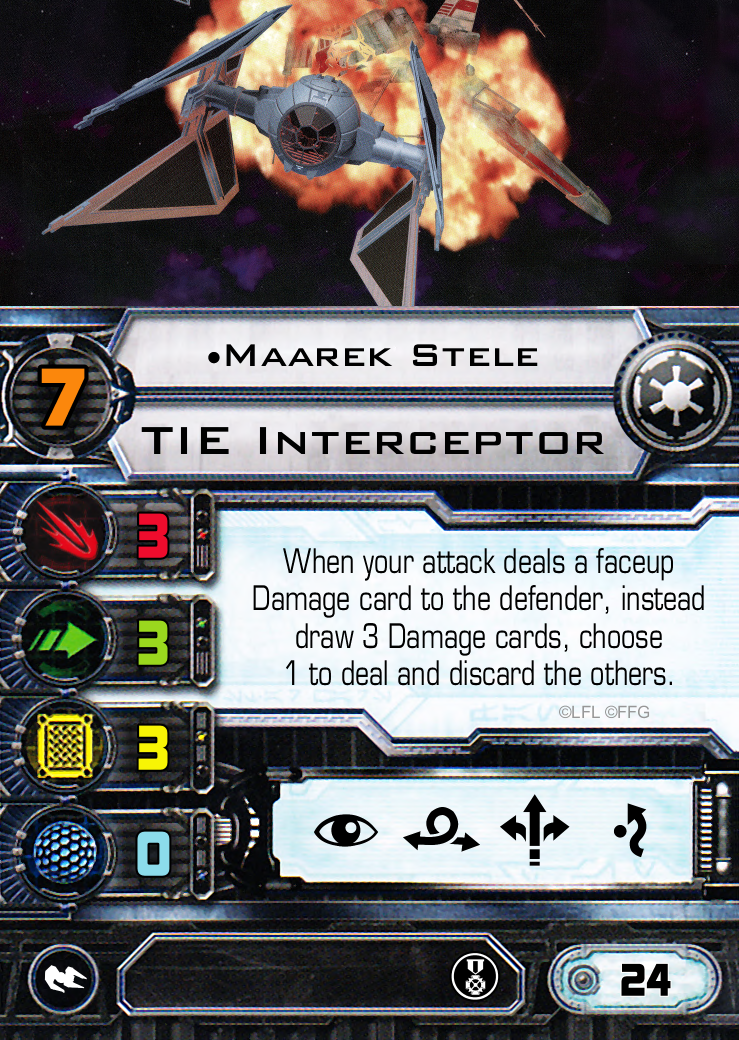 •Maarek Stele
7
TIE Interceptor
3
When your attack deals a faceup
Damage card to the defender, instead
draw 3 Damage cards, choose
1 to deal and discard the others.
3
©LFL ©FFG
3
0
24